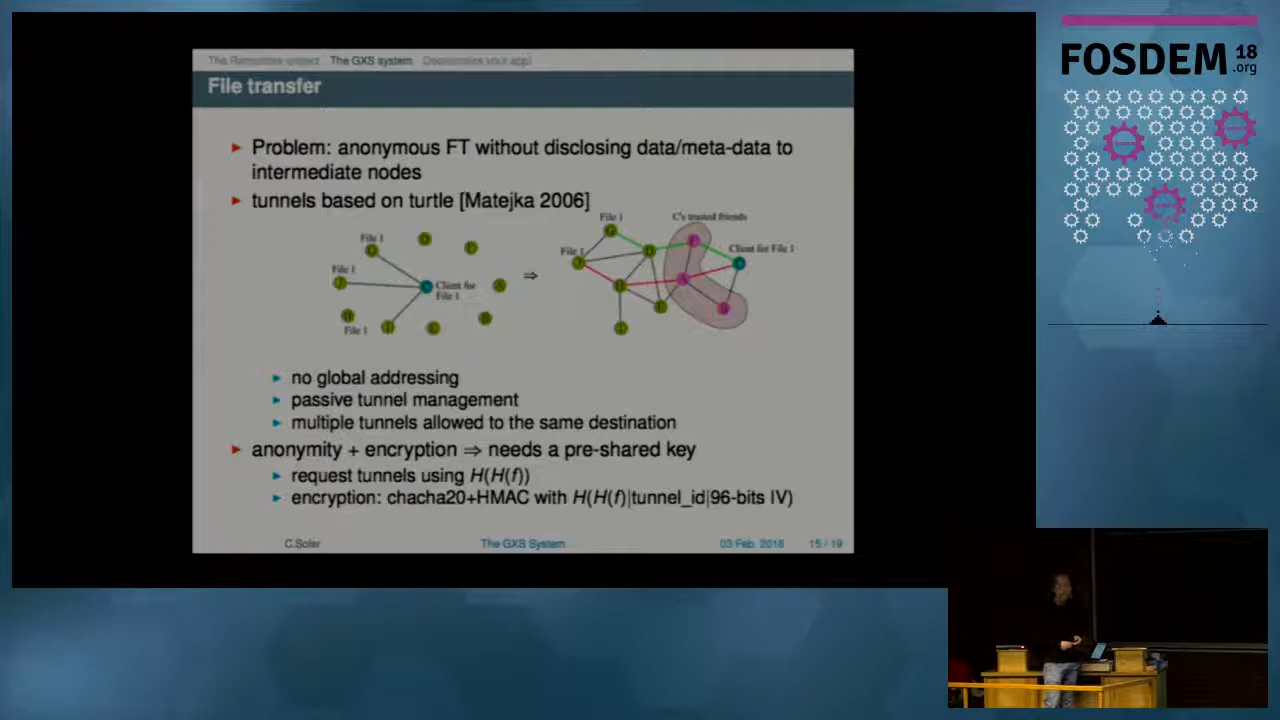 The Retroshare project The GXS system Decentralize your app!
File transfer
Problem: anonymous FT without disclosing data/meta-data to
intermediate nodes
tunnels based on turtle [Matejka 2006]
File 1
File 1
File 1
Client for
File 1
⇒
File 1
File 1
C's trusted friends
Client for File 1
no global addressing
passive tunnel management
multiple tunnels allowed to the same destination
anonymity + encryption ⇒ needs a pre-shared key
request tunnels using H(H(f))
encryption: chacha20+HMAC with H(H(f)|tunnel_id|96-bits IV)
C.Soler The GXS System 03 Feb. 2018 15 / 19
FOSDEM 18
.org